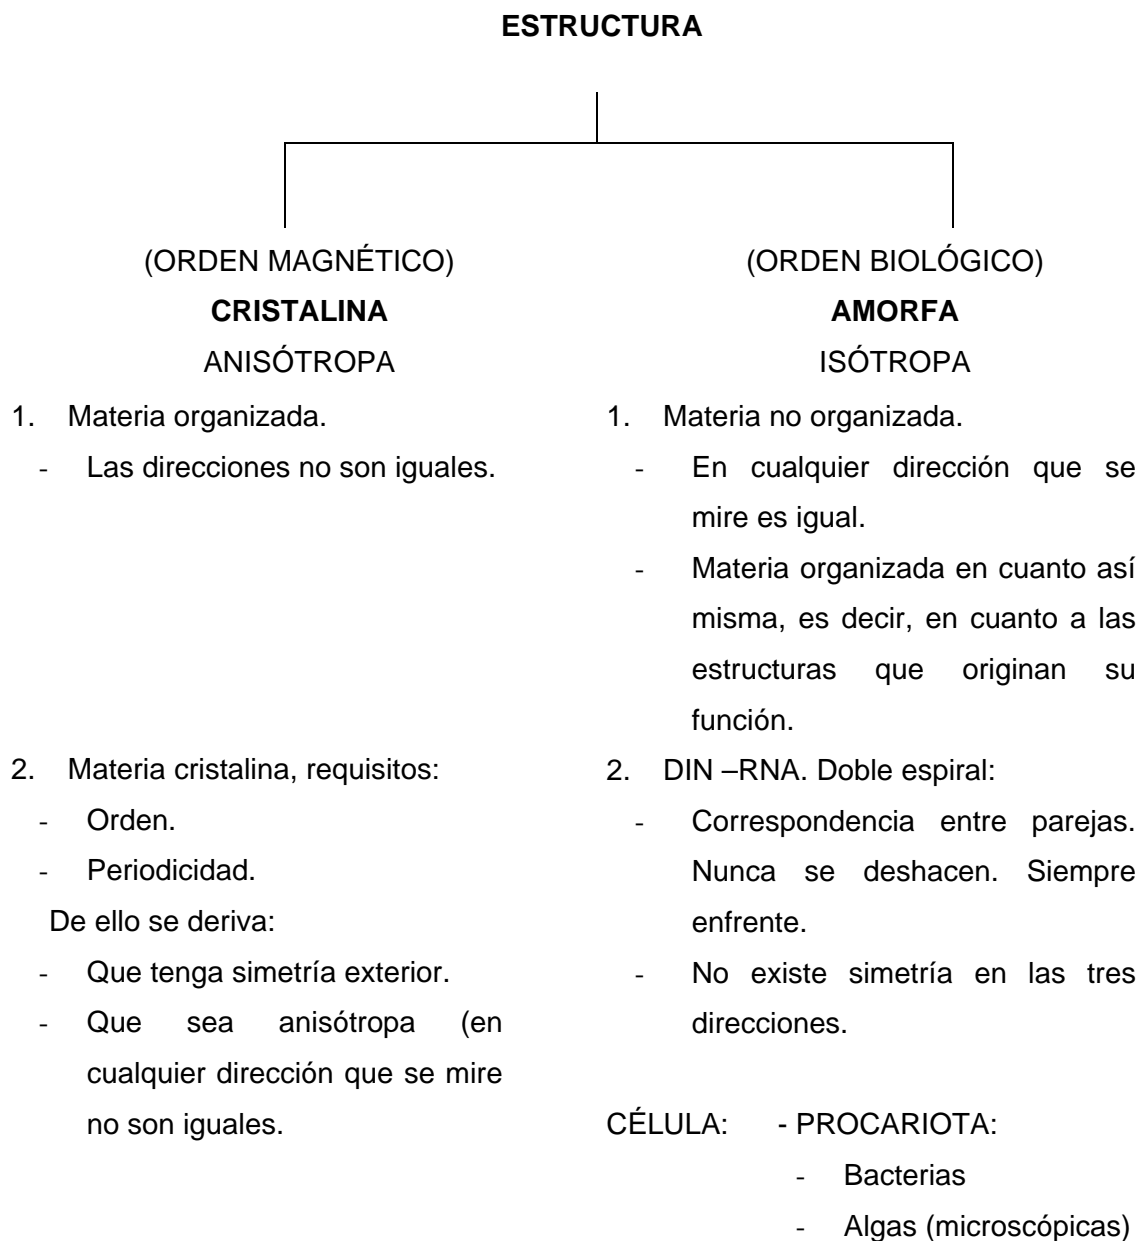 ESTRUCTURA
(ORDEN MAGNÉTICO)
CRISTALINA
ANISÓTROPA
1. Materia organizada.
- Las direcciones no son iguales.
2. Materia cristalina, requisitos:
- Orden.
- Periodicidad.
De ello se deriva:
- Que tenga simetría exterior.
- Que sea anisótropa (en
cualquier dirección que se mire
no son iguales.
(ORDEN BIOLÓGICO)
AMORFA
ISÓTROPA
1. Materia no organizada.
- En cualquier dirección que se
mire es igual.
- Materia organizada en cuanto así
misma, es decir, en cuanto a las
estructuras que originan su
función.
2. DIN –RNA. Doble espiral:
- Correspondencia entre parejas.
Nunca se deshacen. Siempre
enfrente.
- No existe simetría en las tres
direcciones.
CÉLULA: - PROCARIOTA:
- Bacterias
- Algas (microscópicas)